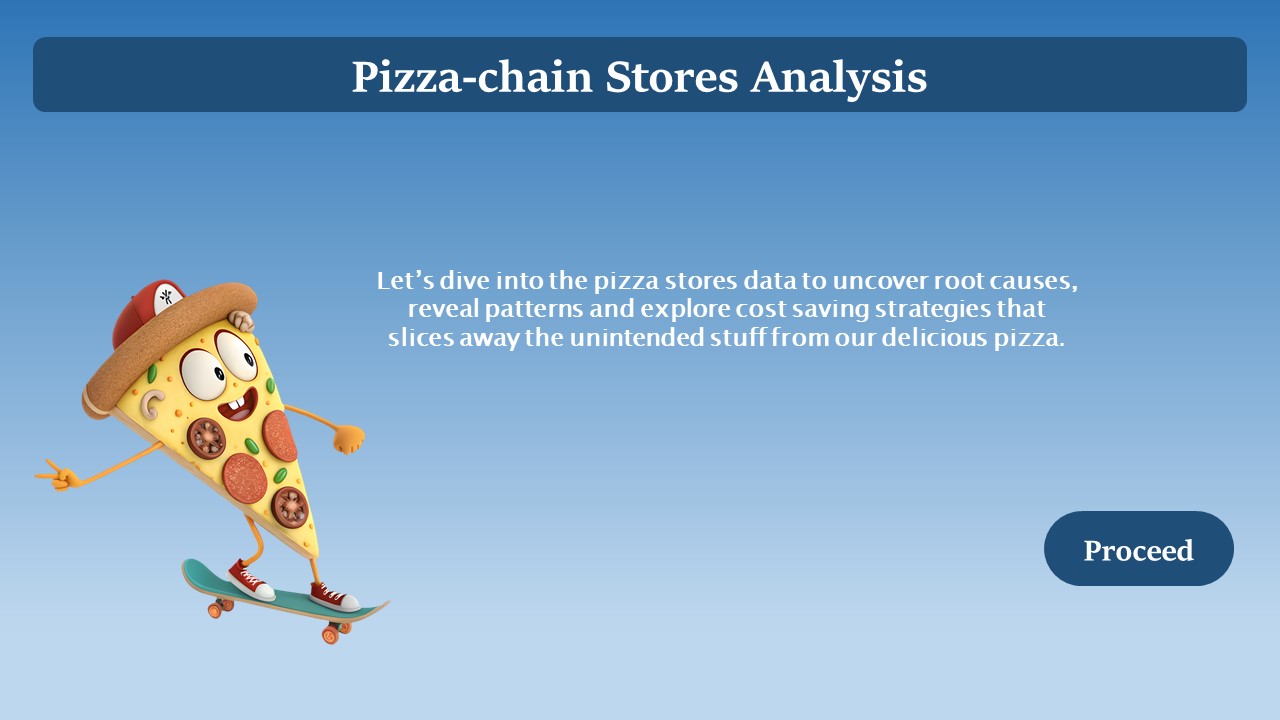 Pizza-chain Stores Analysis
Let’s dive into the pizza stores data to uncover root causes,
reveal patterns and explore cost saving strategies that
slices away the unintended stuff from our delicious pizza.
Proceed